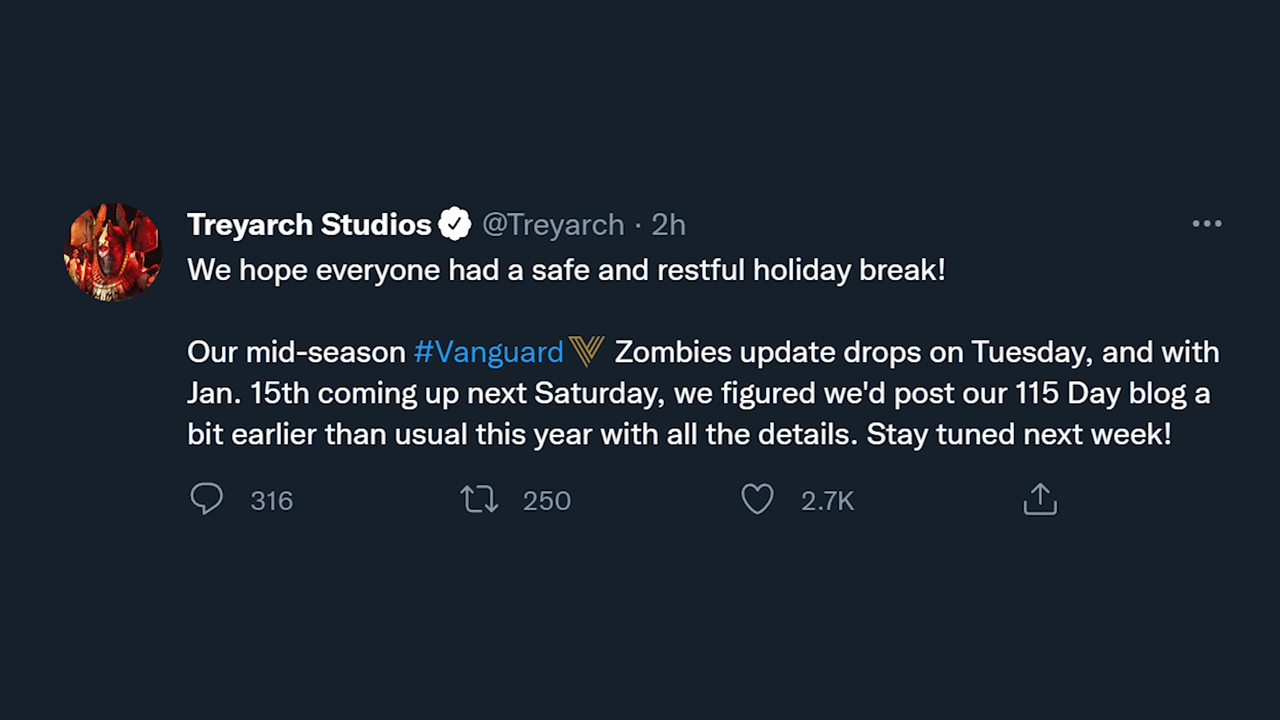 Treyarch Studios @Treyarch · 2h
We hope everyone had a safe and restful holiday break!
Our mid-season #Vanguard Zombies update drops on Tuesday, and with
Jan. 15th coming up next Saturday, we figured we'd post our 115 Day blog a
bit earlier than usual this year with all the details. Stay tuned next week!
316 250 2.7K